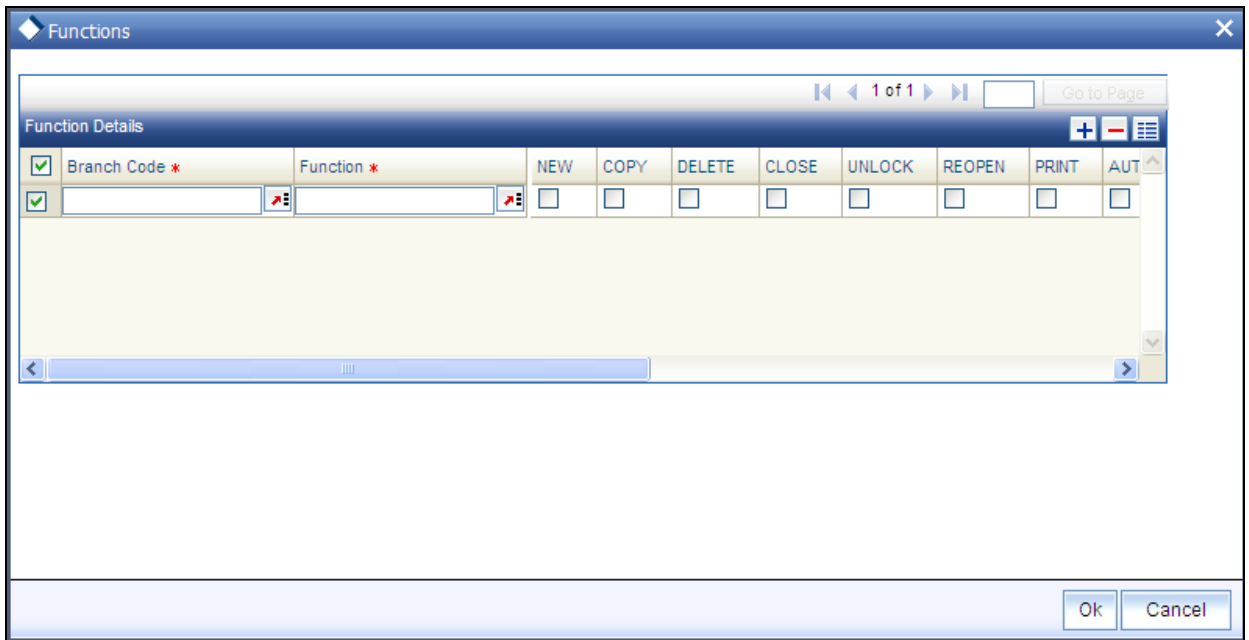 Functions
1 of 1 Go to Page
Function Details
Branch Code * Function * NEW COPY DELETE CLOSE UNLOCK REOPEN PRINT AUT
Ok Cancel